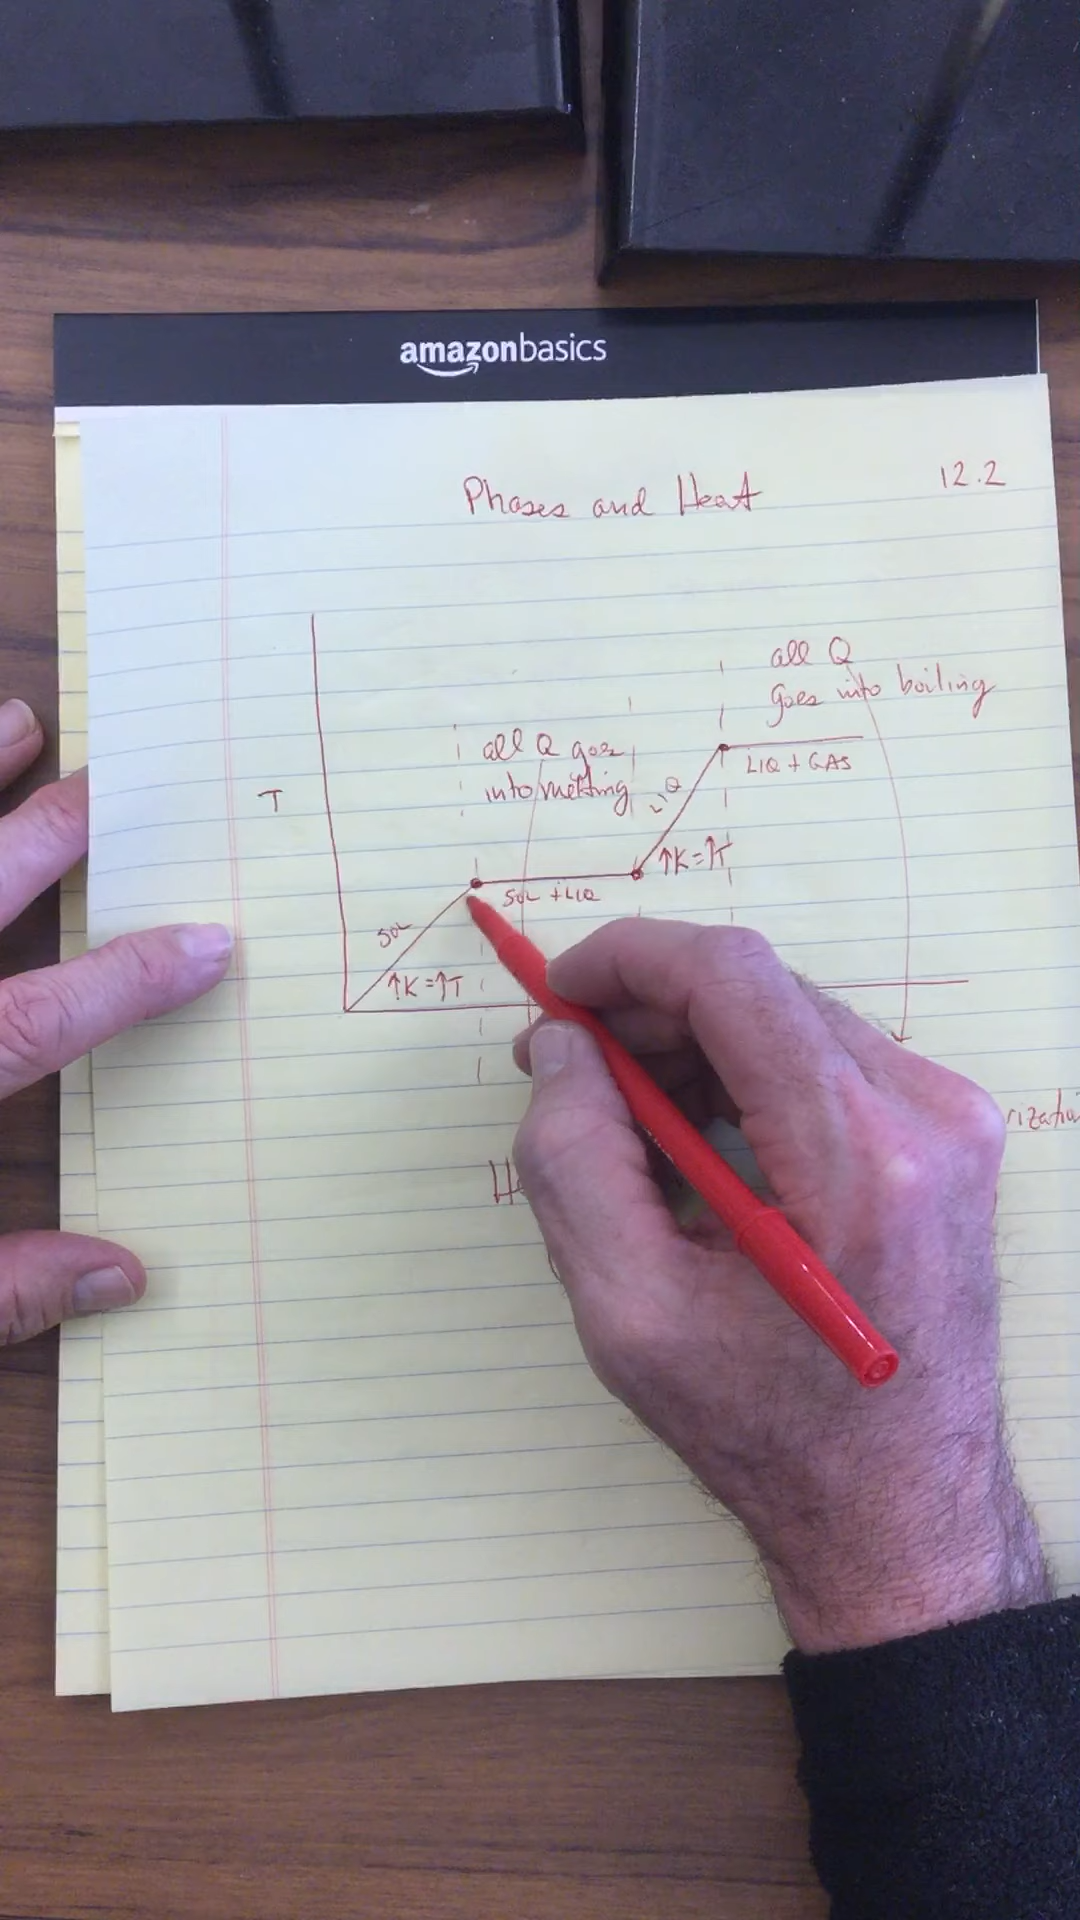 amazonbasics
Phases and Heat
12.2
all Q
goes into boiling
all Q goes
into melting
T
LIQ + GAS
LIQ
↑K=↑T
SOL + LIQ
SOL
↑K=↑T
rization